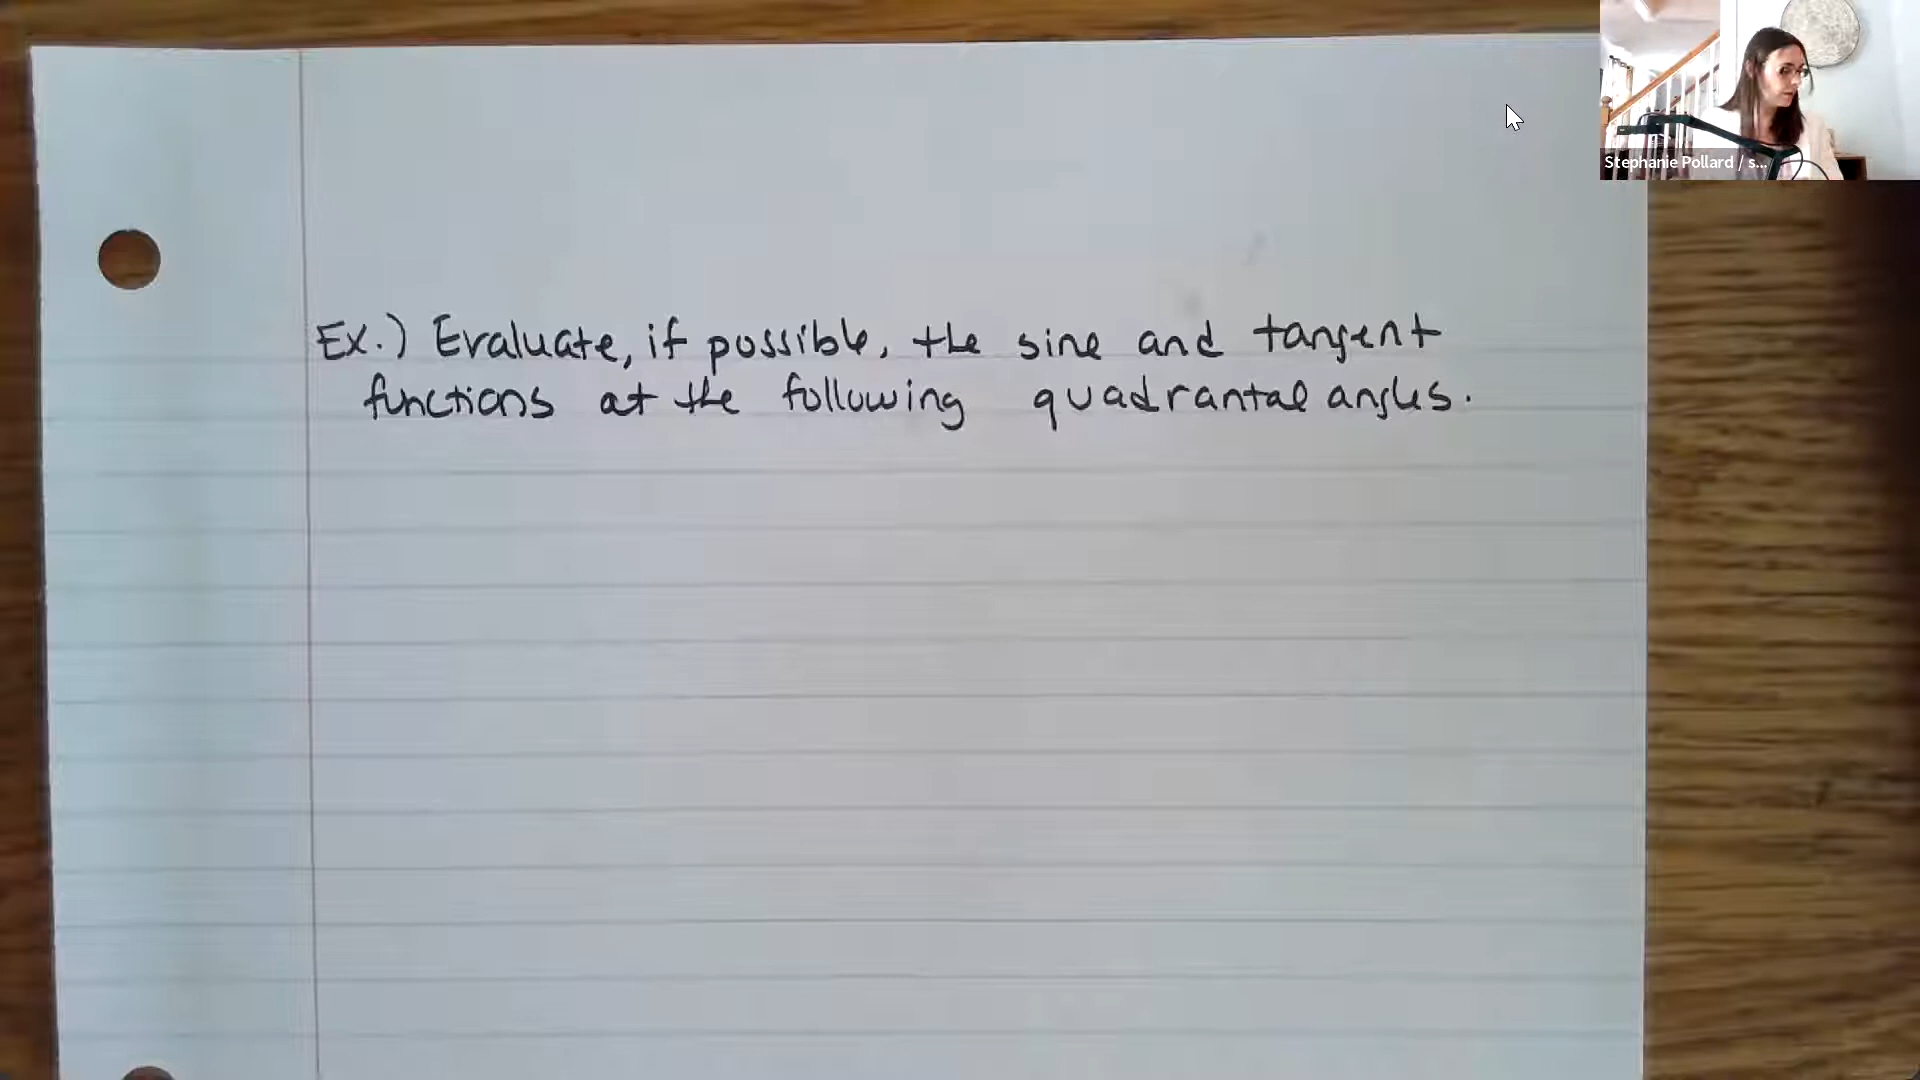 Stephanie Pollard / s...
Ex.) Evaluate, if possible, the sine and tangent
functions at the following quadrantal angles.